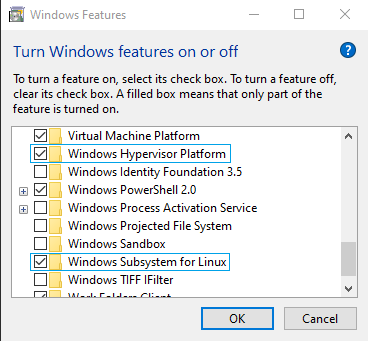 Windows Features
Turn Windows features on or off
To turn a feature on, select its check box. To turn a feature off,
clear its check box. A filled box means that only part of the
feature is turned on.
Virtual Machine Platform
Windows Hypervisor Platform
Windows Identity Foundation 3.5
Windows PowerShell 2.0
Windows Process Activation Service
Windows Projected File System
Windows Sandbox
Windows Subsystem for Linux
Windows TIFF IFilter
Work Folders Client
OK
Cancel